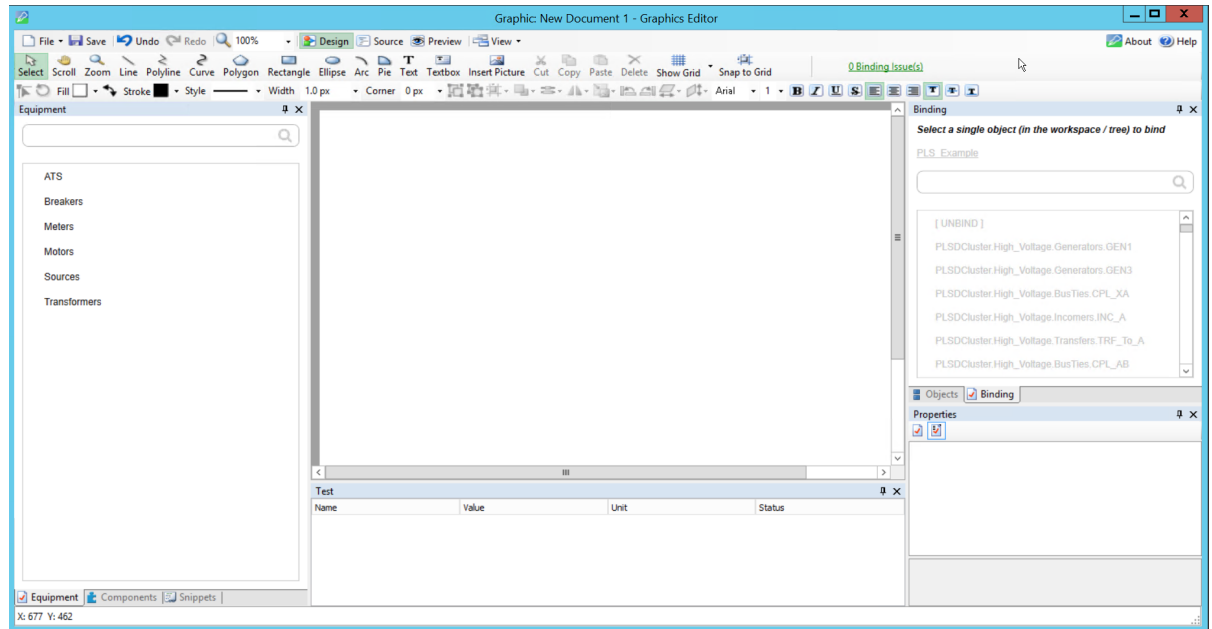 Graphic: New Document 1 - Graphics Editor
File Save Undo Redo 100% Design Source Preview View About Help
Select Scroll Zoom Line Polyline Curve Polygon Rectangle Ellipse Arc Pie Text Textbox Insert Picture Cut Copy Paste Delete Show Grid Snap to Grid 0 Binding Issue(s)
Fill Stroke Style Width 1.0 px Corner 0 px Arial 1 B I U S T T T
Equipment
Binding
Select a single object (in the workspace / tree) to bind
PLS_Example
ATS
Breakers
Meters
Motors
Sources
Transformers
[ UNBIND ]
PLSDCluster.High_Voltage.Generators.GEN1
PLSDCluster.High_Voltage.Generators.GEN3
PLSDCluster.High_Voltage.BusTies.CPL_XA
PLSDCluster.High_Voltage.Incomers.INC_A
PLSDCluster.High_Voltage.Transfers.TRF_To_A
PLSDCluster.High_Voltage.BusTies.CPL_AB
Objects Binding
Properties
Test
Name Value Unit Status
Equipment Components Snippets
X: 677 Y: 462